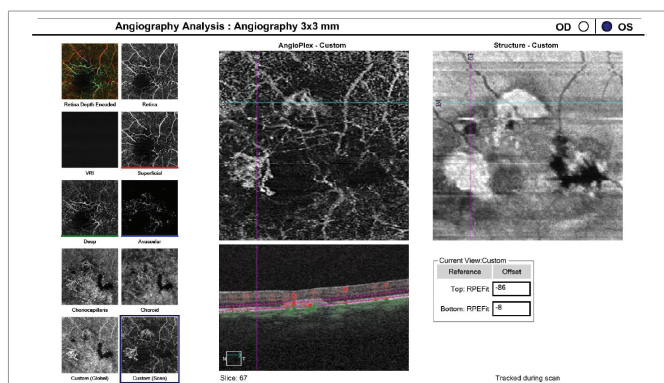 Angiography Analysis : Angiography 3x3 mm
OD OS
AngioPlex - Custom
Structure - Custom
Retina Depth Encoded
Retina
VRI
Superficial
Deep
Avascular
Choriocapillaris
Choroid
Custom (Global)
Custom (Scan)
Current View:Custom
Reference Offset
Top: RPEFit -86
Bottom: RPEFit -8
N T
Slice: 67
Tracked during scan